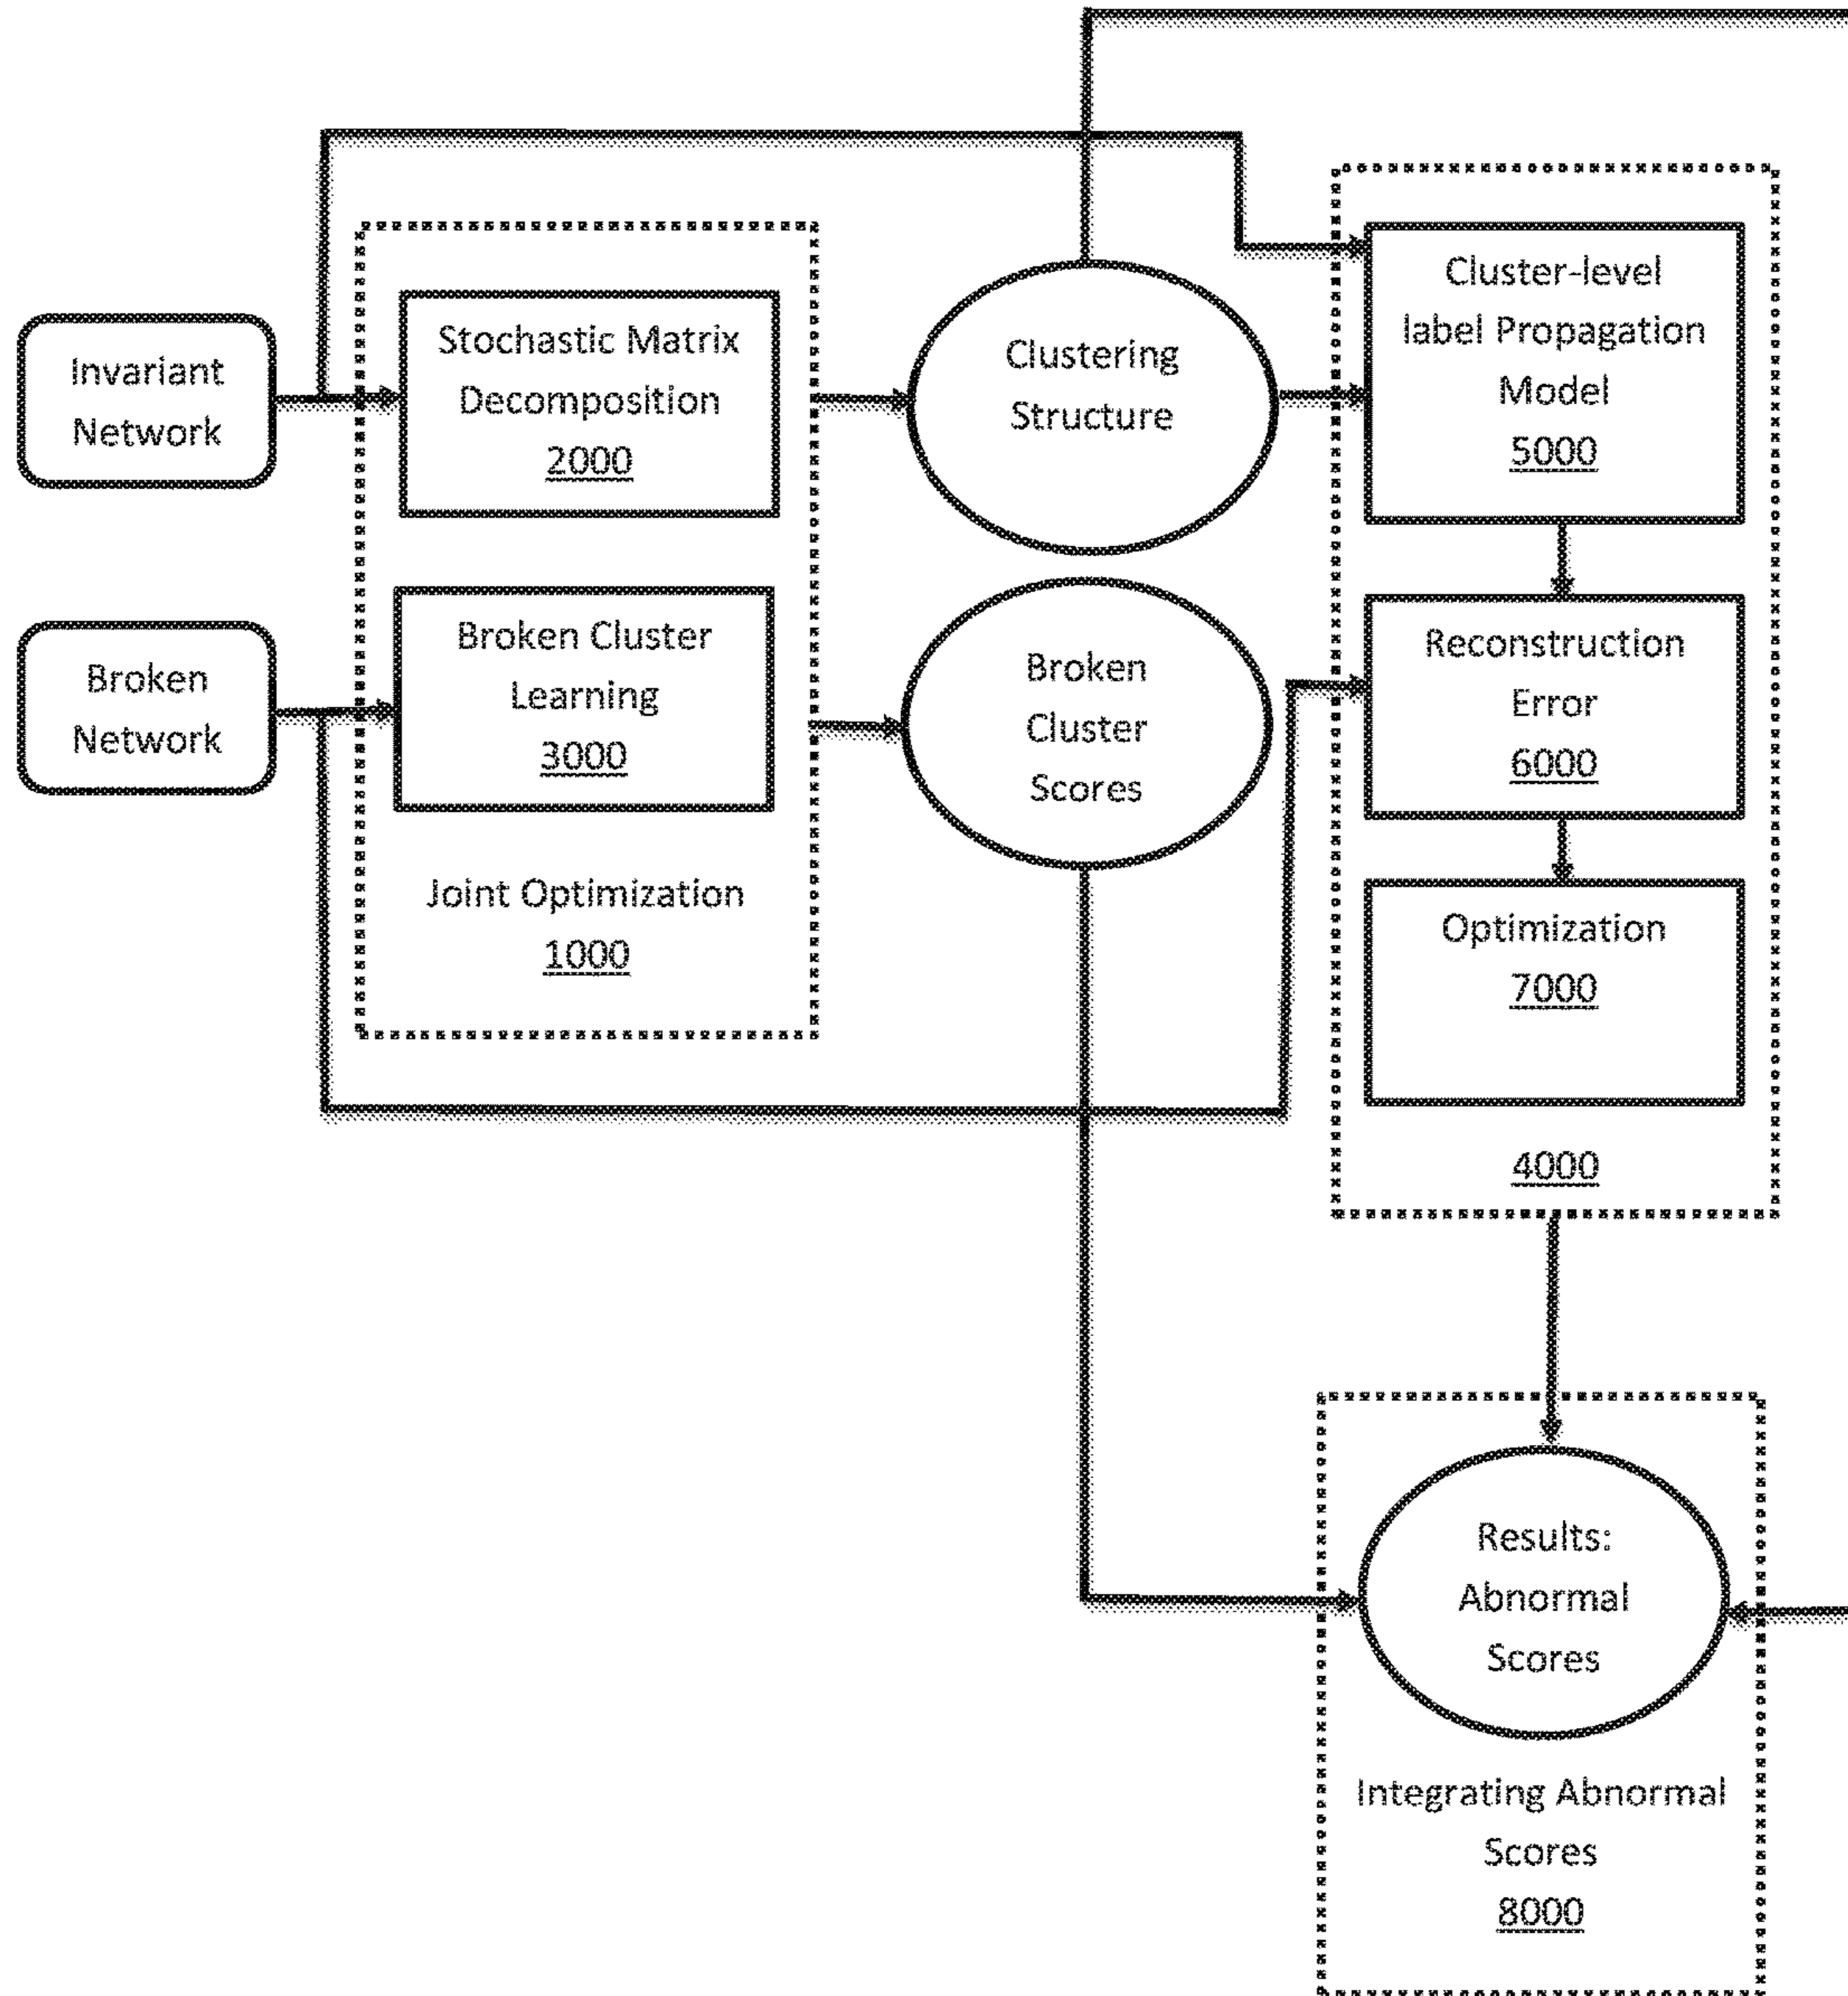 Invariant
Network
Broken
Network
Stochastic Matrix
Decomposition
2000
Broken Cluster
Learning
3000
Joint Optimization
1000
Clustering
Structure
Broken
Cluster
Scores
Cluster-level
label Propagation
Model
5000
Reconstruction
Error
6000
Optimization
7000
4000
Results:
Abnormal
Scores
Integrating Abnormal
Scores
8000